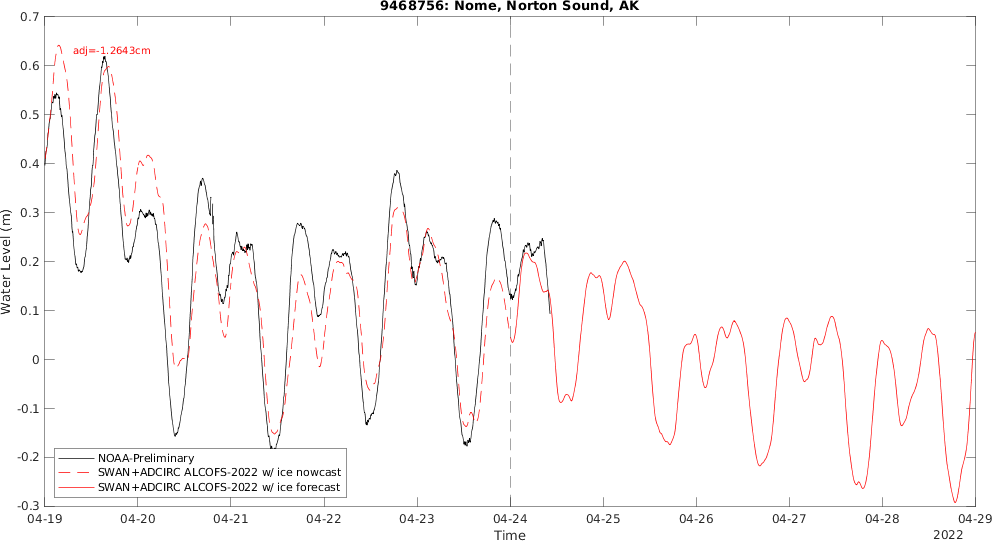 9468756: Nome, Norton Sound, AK
adj=-1.2643cm
Water Level (m)
0.7
0.6
0.5
0.4
0.3
0.2
0.1
0
-0.1
-0.2
-0.3
NOAA-Preliminary
SWAN+ADCIRC ALCOFS-2022 w/ ice nowcast
SWAN+ADCIRC ALCOFS-2022 w/ ice forecast
04-19 04-20 04-21 04-22 04-23 04-24 04-25 04-26 04-27 04-28 04-29
Time
2022